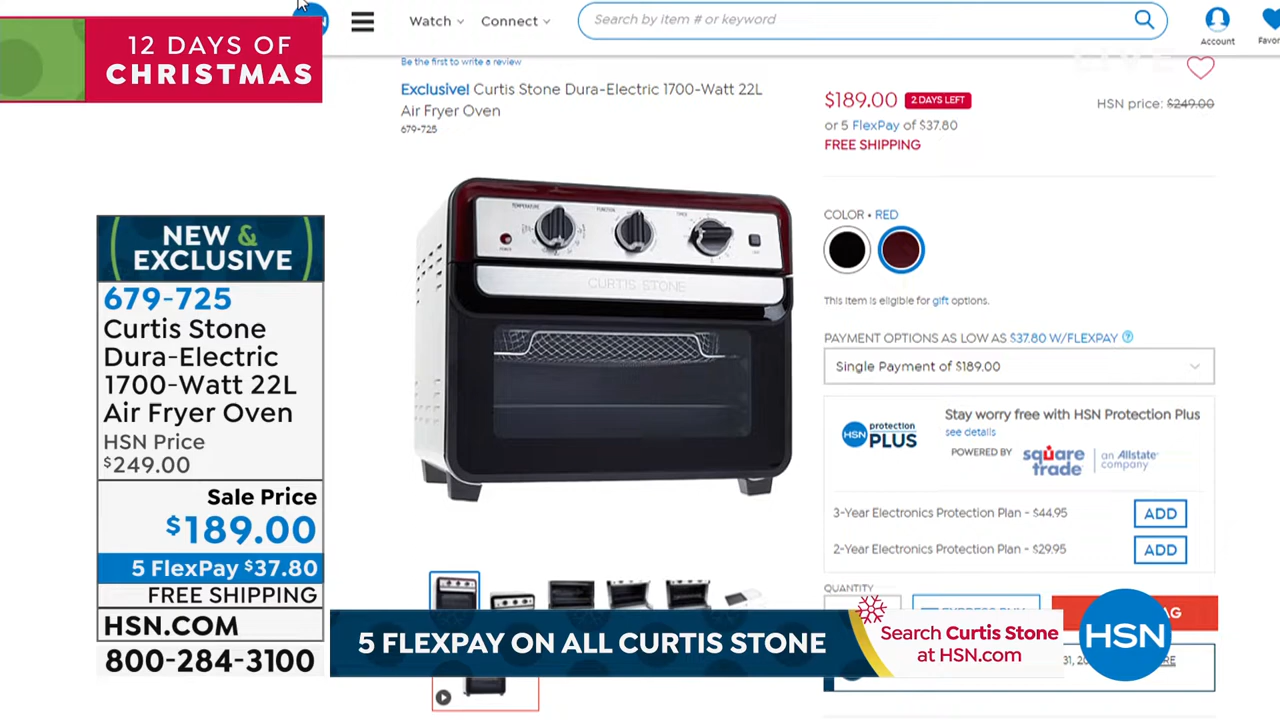 12 DAYS OF
CHRISTMAS
Watch
Connect
Search by item # or keyword
Account
LIVE
Be the first to write a review
Exclusive! Curtis Stone Dura-Electric 1700-Watt 22L
Air Fryer Oven
679-725
$189.00 2 DAYS LEFT
HSN price: $249.00
or 5 FlexPay of $37.80
FREE SHIPPING
TEMPERATURE
FUNCTION
TIMER
POWER
CURTIS STONE
COLOR • RED
This item is eligible for gift options.
PAYMENT OPTIONS AS LOW AS $37.80 W/FLEXPAY
Single Payment of $189.00
HSN protection PLUS
Stay worry free with HSN Protection Plus
see details
POWERED BY
square trade
an Allstate company
3-Year Electronics Protection Plan - $44.95
ADD
2-Year Electronics Protection Plan - $29.95
ADD
QUANTITY
NEW &
EXCLUSIVE
679-725
Curtis Stone
Dura-Electric
1700-Watt 22L
Air Fryer Oven
HSN Price
$249.00
Sale Price
$189.00
5 FlexPay $37.80
FREE SHIPPING
HSN.COM
800-284-3100
5 FLEXPAY ON ALL CURTIS STONE
Search Curtis Stone
at HSN.com
HSN